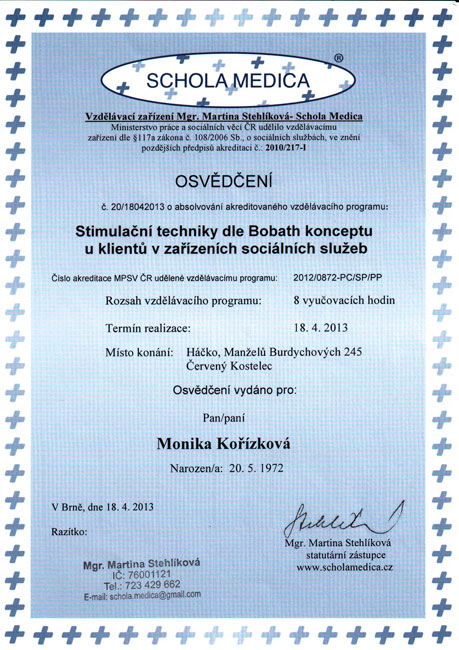 SCHOLA MEDICA ®
Vzdělávací zařízení Mgr. Martina Stehlíková- Schola Medica
Ministerstvo práce a sociálních věcí ČR udělilo vzdělávacímu
zařízení dle §117a zákona č. 108/2006 Sb., o sociálních službách, ve znění
pozdějších předpisů akreditaci č.: 2010/217-I
OSVĚDČENÍ
č. 20/18042013 o absolvování akreditovaného vzdělávacího programu:
Stimulační techniky dle Bobath konceptu
u klientů v zařízeních sociálních služeb
Číslo akreditace MPSV ČR udělené vzdělávacímu programu: 2012/0872-PC/SP/PP
Rozsah vzdělávacího programu: 8 vyučovacích hodin
Termín realizace: 18. 4. 2013
Místo konání: Háčko, Manželů Burdychových 245
Červený Kostelec
Osvědčení vydáno pro:
Pan/paní
Monika Kořízková
Narozen/a: 20. 5. 1972
V Brně, dne 18. 4. 2013
Razítko:
Stehlíková
Mgr. Martina Stehlíková
statutární zástupce
www.scholamedica.cz
Mgr. Martina Stehlíková
IČ: 76001121
Tel.: 723 429 662
E-mail: schola.medica@gmail.com